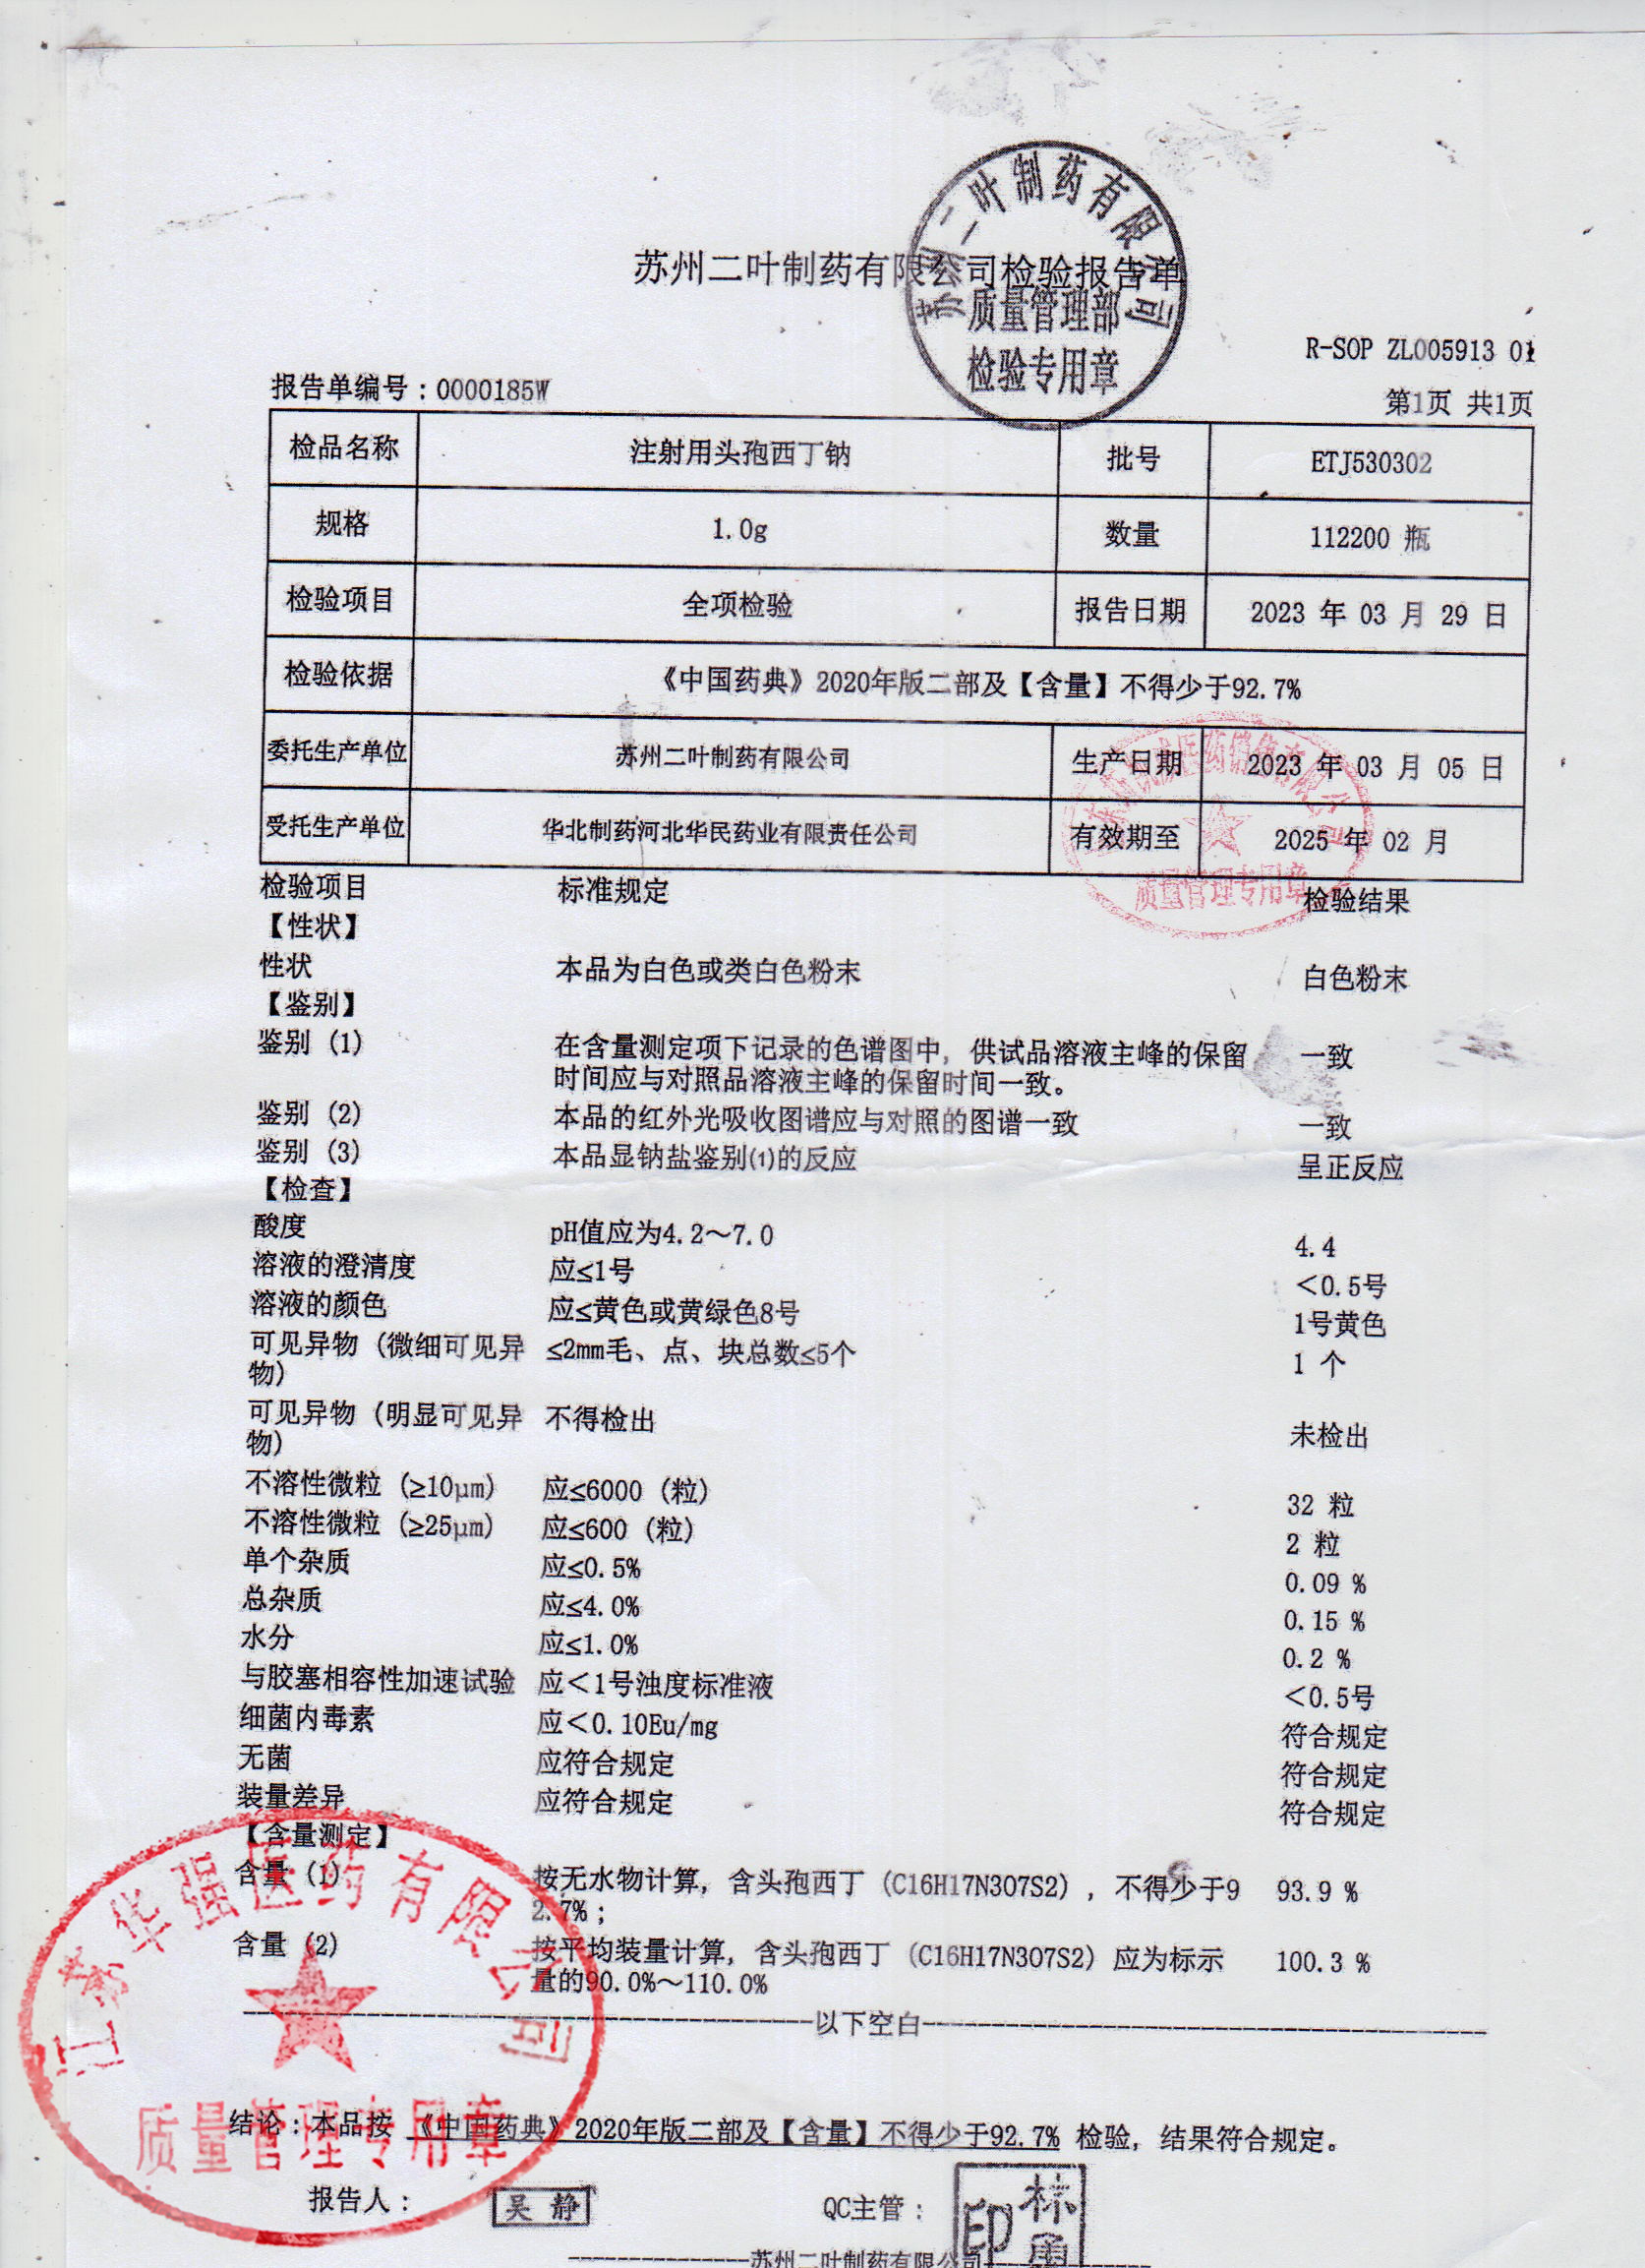 苏州二叶制药有限公司
质量管理部
检验专用章
苏州二叶制药有限公司检验报告单
R-SOP ZL005913 01
报告单编号：0000185W
第1页 共1页
检品名称 注射用头孢西丁钠 批号 ETJ530302
规格 1.0g 数量 112200 瓶
检验项目 全项检验 报告日期 2023 年 03 月 29 日
检验依据 《中国药典》2020年版二部及【含量】不得少于92.7%
委托生产单位 苏州二叶制药有限公司 生产日期 2023 年 03 月 05 日
受托生产单位 华北制药河北华民药业有限责任公司 有效期至 2025 年 02 月
质量管理专用章
检验项目 标准规定 检验结果
【性状】
性状 本品为白色或类白色粉末 白色粉末
【鉴别】
鉴别（1） 在含量测定项下记录的色谱图中，供试品溶液主峰的保留 一致
时间应与对照品溶液主峰的保留时间一致。
鉴别（2） 本品的红外光吸收图谱应与对照的图谱一致 一致
鉴别（3） 本品显钠盐鉴别⑴的反应 呈正反应
【检查】
酸度 pH值应为4.2～7.0 4.4
溶液的澄清度 应≤1号 ＜0.5号
溶液的颜色 应≤黄色或黄绿色8号 1号黄色
可见异物（微细可见异 ≤2mm毛、点、块总数≤5个 1 个
物）
可见异物（明显可见异 不得检出 未检出
物）
不溶性微粒（≥10μm） 应≤6000（粒） 32 粒
不溶性微粒（≥25μm） 应≤600（粒） 2 粒
单个杂质 应≤0.5% 0.09 %
总杂质 应≤4.0% 0.15 %
水分 应≤1.0% 0.2 %
与胶塞相容性加速试验 应＜1号浊度标准液 ＜0.5号
细菌内毒素 应＜0.10Eu/mg 符合规定
无菌 应符合规定 符合规定
装量差异 应符合规定 符合规定
【含量测定】
含量（1） 按无水物计算，含头孢西丁（C16H17N3O7S2），不得少于9 93.9 %
2.7%；
含量（2） 按平均装量计算，含头孢西丁（C16H17N3O7S2）应为标示 100.3 %
量的90.0%～110.0%
以下空白
江苏华强医药有限公司
质量管理专用章
结论：本品按 《中国药典》2020年版二部及【含量】不得少于92.7% 检验，结果符合规定。
报告人： 吴静 QC主管： 印
苏州二叶制药有限公司